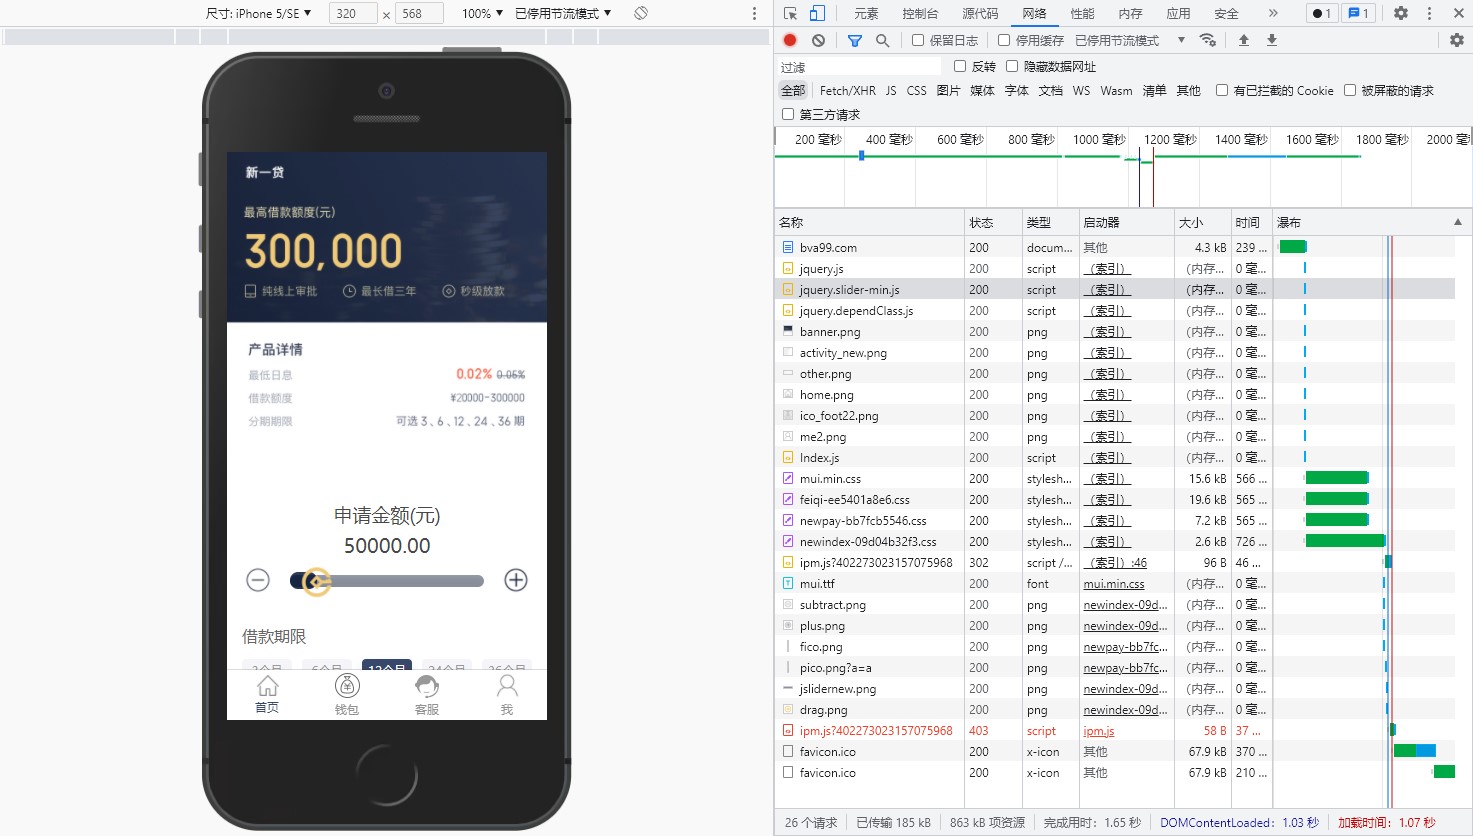 尺寸: iPhone 5/SE ▼ 320 × 568 100% ▼ 已停用节流模式 ▼
元素 控制台 源代码 网络 性能 内存 应用 安全 » 1 1
保留日志 停用缓存 已停用节流模式 ▼
过滤 反转 隐藏数据网址
全部 Fetch/XHR JS CSS 图片 媒体 字体 文档 WS Wasm 清单 其他 有已拦截的 Cookie 被屏蔽的请求
第三方请求
200 毫秒 400 毫秒 600 毫秒 800 毫秒 1000 毫秒 1200 毫秒 1400 毫秒 1600 毫秒 1800 毫秒 2000 毫
新一贷
最高借款额度(元)
300,000
纯线上审批 最长借三年 秒级放款
产品详情
最低日息 0.02% 0.05%
借款额度 ¥20000-300000
分期期限 可选 3、6、12、24、36 期
申请金额(元)
50000.00
借款期限
3个月 6个月 12个月 24个月 36个月
首页 钱包 客服 我
名称 状态 类型 启动器 大小 时间 瀑布
bva99.com 200 docum... 其他 4.3 kB 239 ...
jquery.js 200 script （索引） (内存... 0 毫...
jquery.slider-min.js 200 script （索引） (内存... 0 毫...
jquery.dependClass.js 200 script （索引） (内存... 0 毫...
banner.png 200 png （索引） (内存... 0 毫...
activity_new.png 200 png （索引） (内存... 0 毫...
other.png 200 png （索引） (内存... 0 毫...
home.png 200 png （索引） (内存... 0 毫...
ico_foot22.png 200 png （索引） (内存... 0 毫...
me2.png 200 png （索引） (内存... 0 毫...
Index.js 200 script （索引） (内存... 0 毫...
mui.min.css 200 stylesh... （索引） 15.6 kB 566 ...
feiqi-ee5401a8e6.css 200 stylesh... （索引） 19.6 kB 565 ...
newpay-bb7fcb5546.css 200 stylesh... （索引） 7.2 kB 565 ...
newindex-09d04b32f3.css 200 stylesh... （索引） 2.6 kB 726 ...
ipm.js?402273023157075968 302 script /... （索引）:46 96 B 46 ...
mui.ttf 200 font mui.min.css (内存... 0 毫...
subtract.png 200 png newindex-09d... (内存... 0 毫...
plus.png 200 png newindex-09d... (内存... 0 毫...
fico.png 200 png newpay-bb7fc... (内存... 0 毫...
pico.png?a=a 200 png newpay-bb7fc... (内存... 0 毫...
jslidernew.png 200 png newindex-09d... (内存... 0 毫...
drag.png 200 png newindex-09d... (内存... 0 毫...
ipm.js?402273023157075968 403 script ipm.js 58 B 37 ...
favicon.ico 200 x-icon 其他 67.9 kB 370 ...
favicon.ico 200 x-icon 其他 67.9 kB 210 ...
26 个请求 已传输 185 kB 863 kB 项资源 完成用时：1.65 秒 DOMContentLoaded：1.03 秒 加载时间：1.07 秒